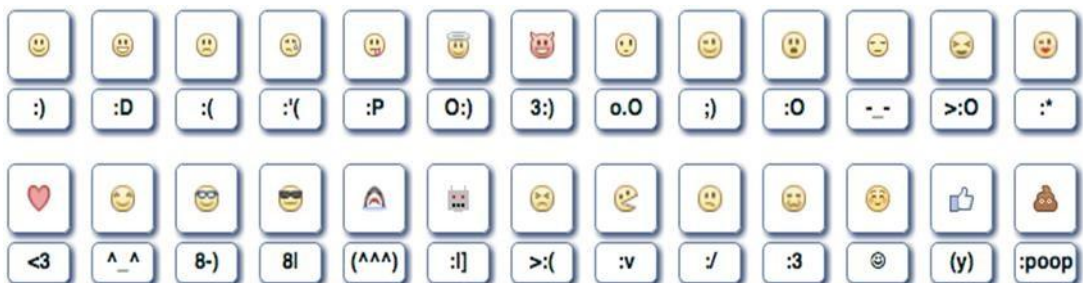 :) :D :( :'( :P O:) 3:) o.O ;) :O -_- >:O :*
<3 ^_^ 8-) 8| (^^^) :|] >:( :v :/ :3 ☺ (y) :poop